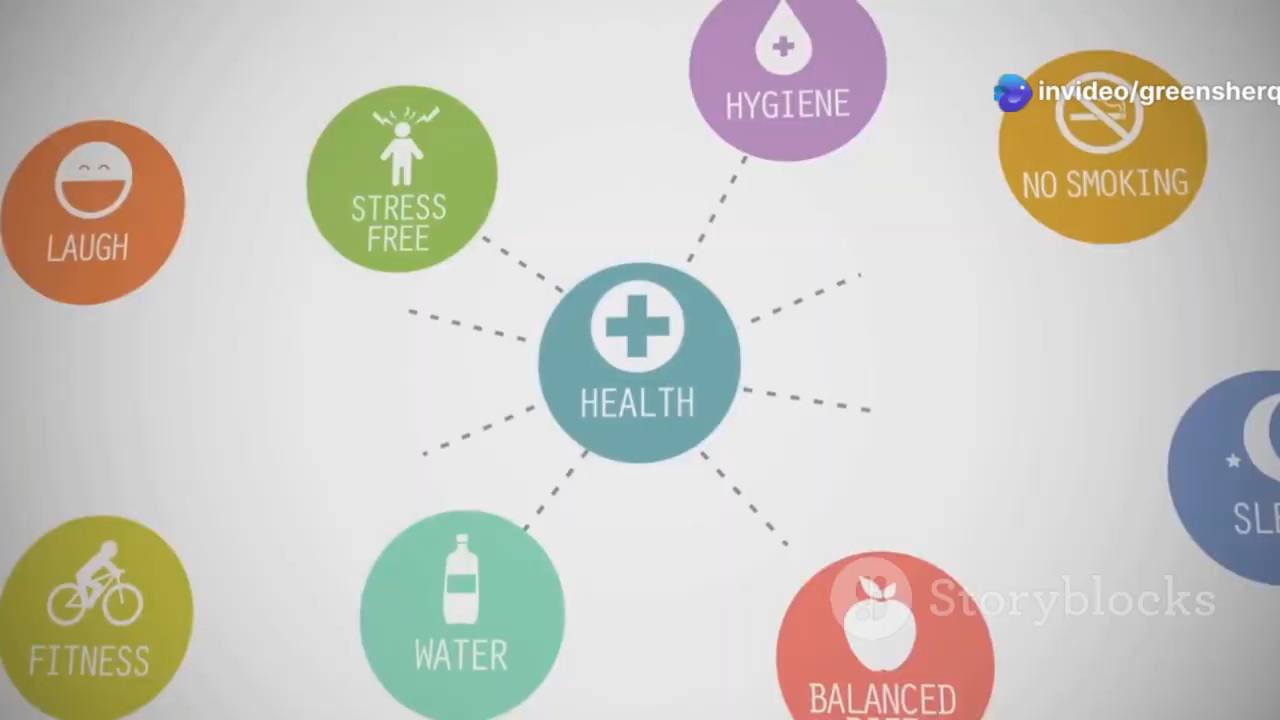 HYGIENE
invideo/greensherq
NO SMOKING
STRESS
FREE
LAUGH
HEALTH
WATER
FITNESS
Storyblocks
BALANCED